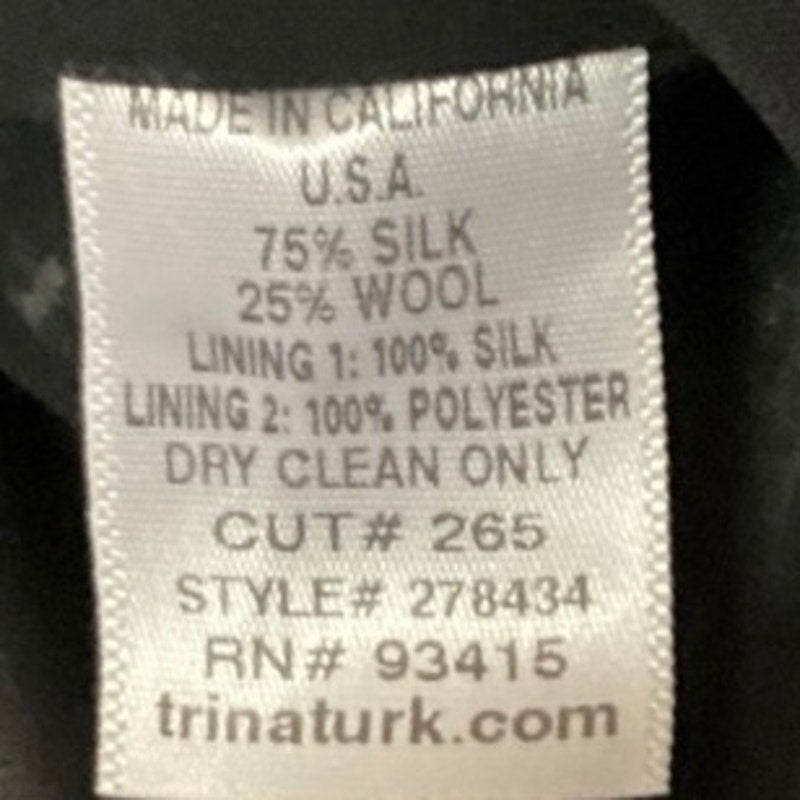 MADE IN CALIFORNIA
U.S.A.
75% SILK
25% WOOL
LINING 1: 100% SILK
LINING 2: 100% POLYESTER
DRY CLEAN ONLY
CUT# 265
STYLE# 278434
RN# 93415
trinaturk.com